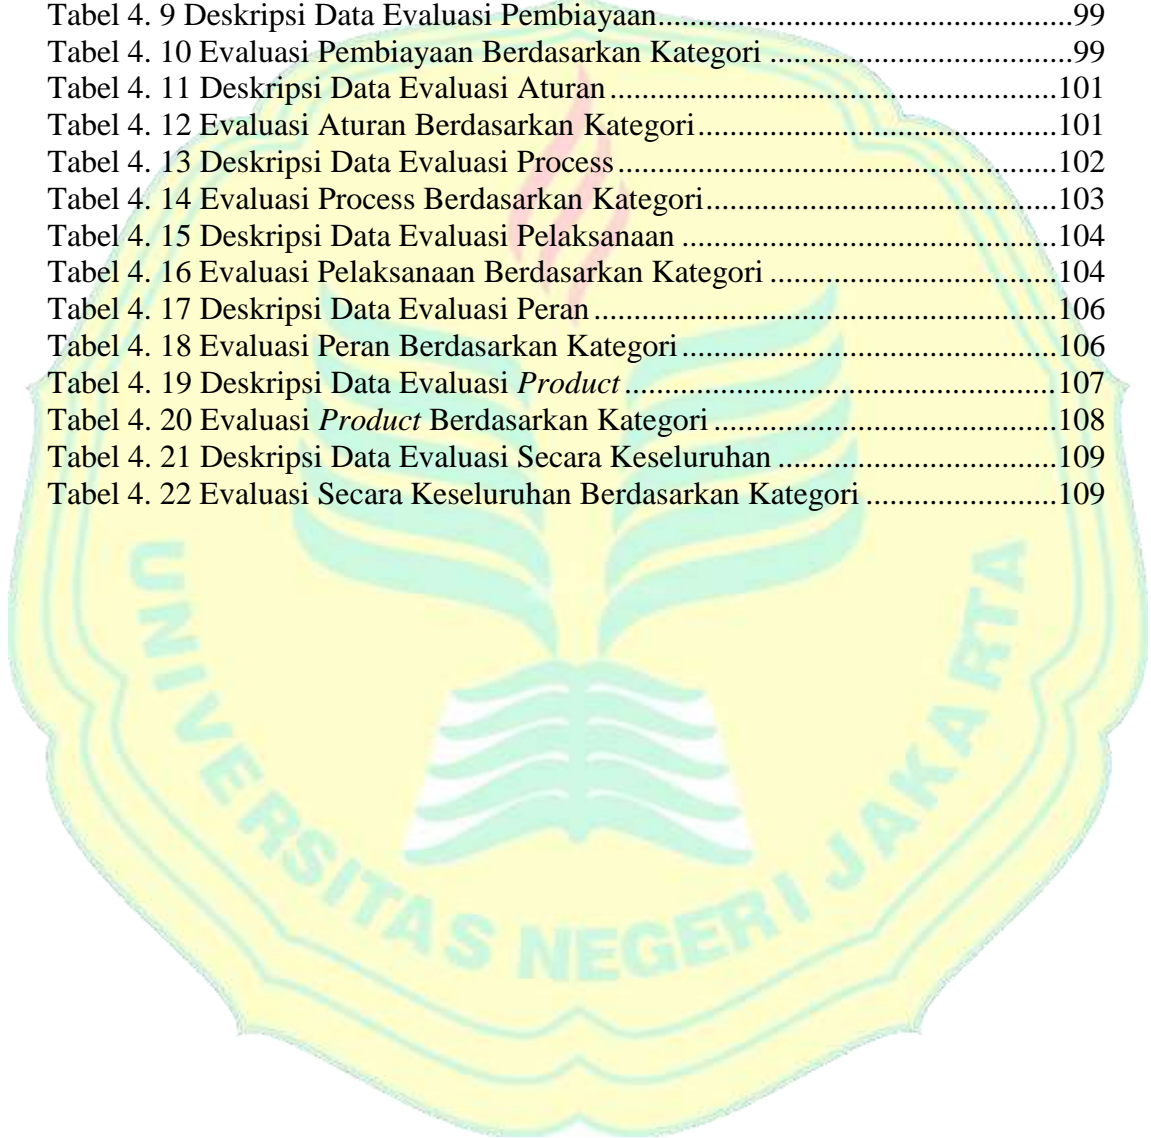 Tabel 4. 9 Deskripsi Data Evaluasi Pembiayaan....................................................99
Tabel 4. 10 Evaluasi Pembiayaan Berdasarkan Kategori ......................................99
Tabel 4. 11 Deskripsi Data Evaluasi Aturan........................................................101
Tabel 4. 12 Evaluasi Aturan Berdasarkan Kategori.............................................101
Tabel 4. 13 Deskripsi Data Evaluasi Process.......................................................102
Tabel 4. 14 Evaluasi Process Berdasarkan Kategori............................................103
Tabel 4. 15 Deskripsi Data Evaluasi Pelaksanaan ...............................................104
Tabel 4. 16 Evaluasi Pelaksanaan Berdasarkan Kategori ....................................104
Tabel 4. 17 Deskripsi Data Evaluasi Peran..........................................................106
Tabel 4. 18 Evaluasi Peran Berdasarkan Kategori...............................................106
Tabel 4. 19 Deskripsi Data Evaluasi Product......................................................107
Tabel 4. 20 Evaluasi Product Berdasarkan Kategori ...........................................108
Tabel 4. 21 Deskripsi Data Evaluasi Secara Keseluruhan ...................................109
Tabel 4. 22 Evaluasi Secara Keseluruhan Berdasarkan Kategori ........................109
UNIVERSITAS NEGERI JAKARTA